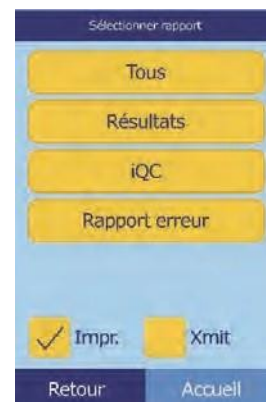 Sélectionner rapport
Tous
Résultats
iQC
Rapport erreur
Impr. Xmit
Retour Accueil